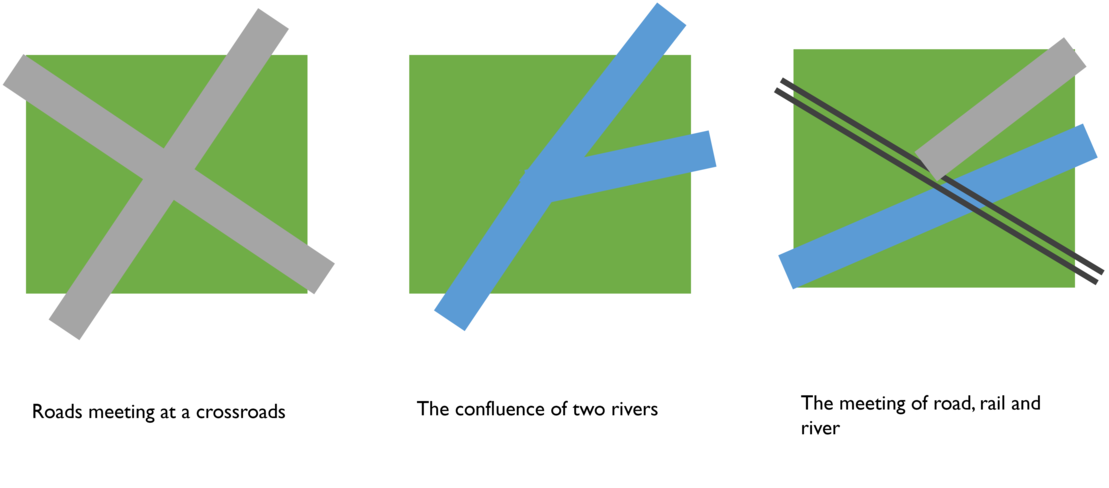 Roads meeting at a crossroads
The confluence of two rivers
The meeting of road, rail and
river